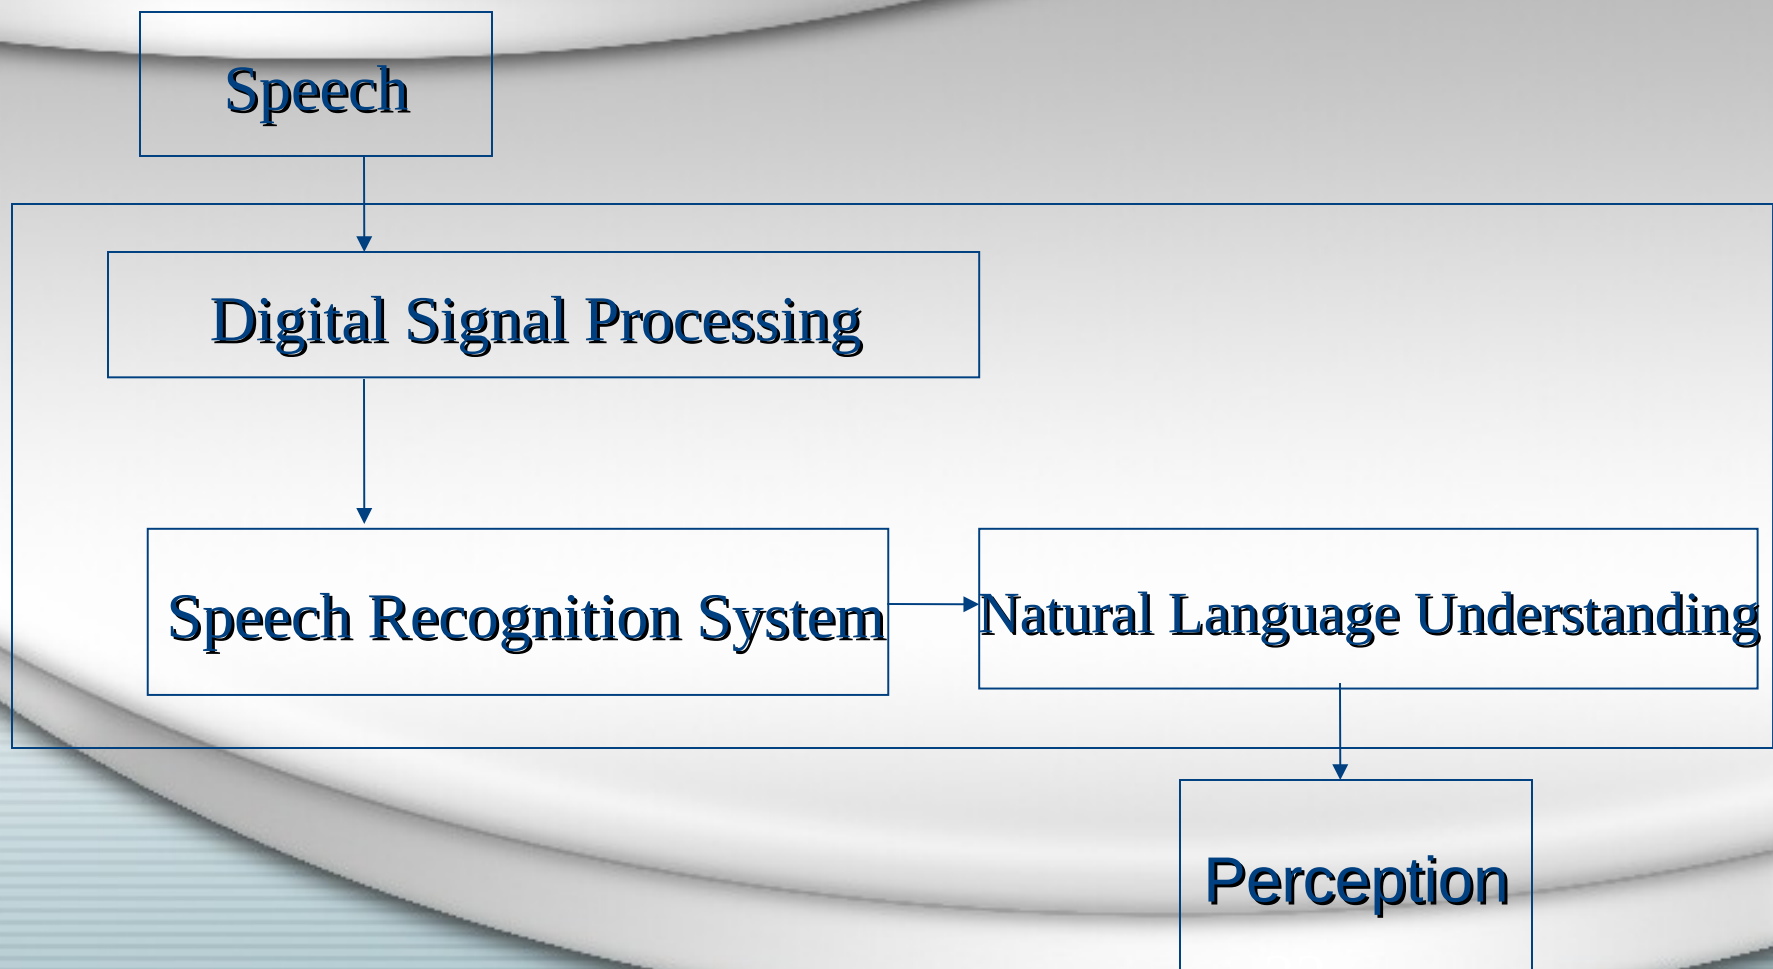 Speech
Digital Signal Processing
Speech Recognition System
Natural Language Understanding
Perception